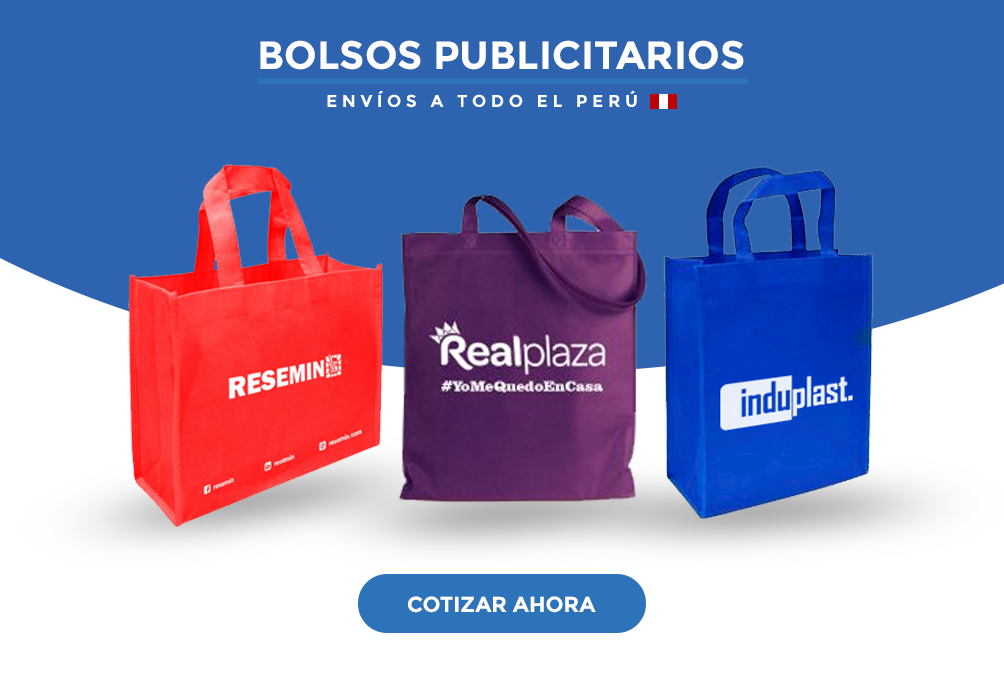 BOLSOS PUBLICITARIOS
ENVÍOS A TODO EL PERÚ
RESEMIN
resemin
resemin
resemin.com
Realplaza
#YoMeQuedoEnCasa
induplast.
COTIZAR AHORA